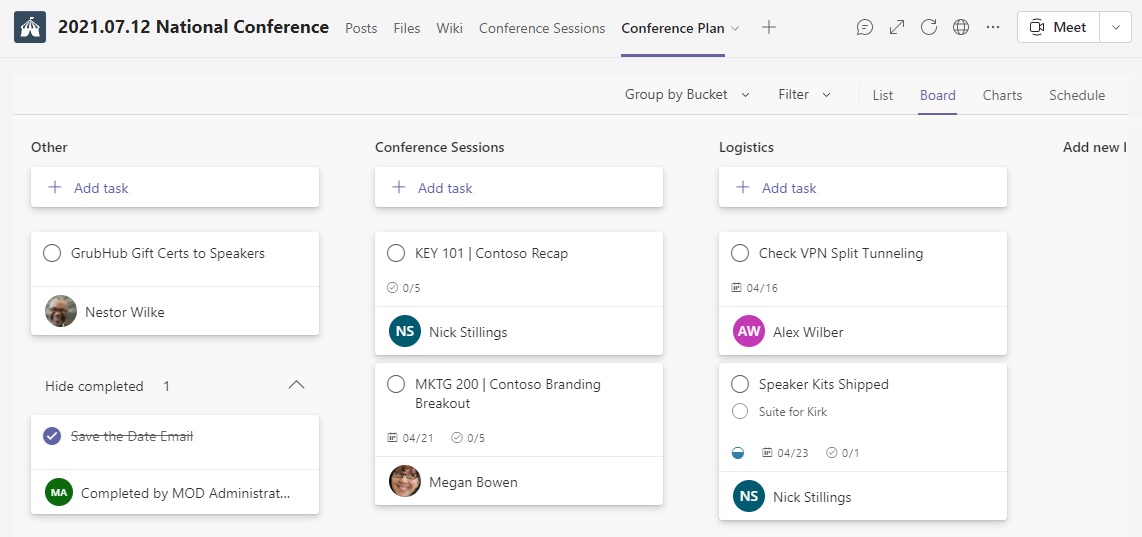 2021.07.12 National Conference Posts Files Wiki Conference Sessions Conference Plan Meet
Group by Bucket Filter List Board Charts Schedule
Other
Add task
GrubHub Gift Certs to Speakers
Nestor Wilke
Hide completed 1
Save the Date Email
MA Completed by MOD Administrat...
Conference Sessions
Add task
KEY 101 | Contoso Recap
0/5
NS Nick Stillings
MKTG 200 | Contoso Branding
Breakout
04/21 0/5
Megan Bowen
Logistics
Add task
Check VPN Split Tunneling
04/16
AW Alex Wilber
Speaker Kits Shipped
Suite for Kirk
04/23 0/1
NS Nick Stillings
Add new